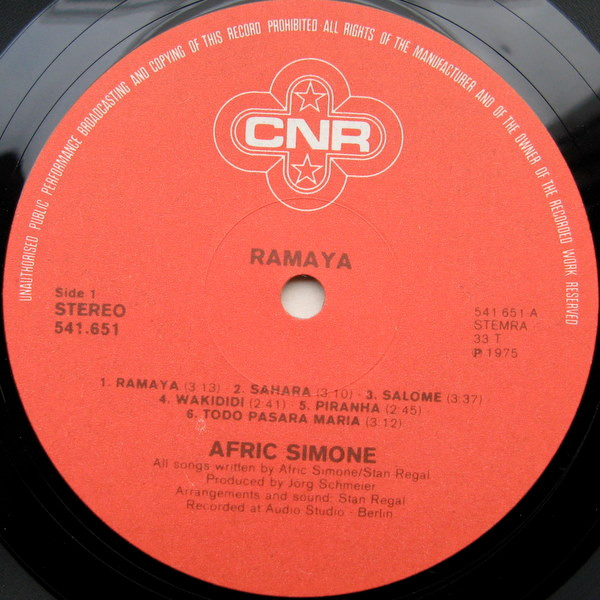 UNAUTHORISED PUBLIC PERFORMANCE BROADCASTING AND COPYING OF THIS RECORD PROHIBITED·ALL RIGHTS OF THE MANUFACTURER AND OF THE OWNER OF THE RECORDED WORK RESERVED
CNR
RAMAYA
Side 1
STEREO
541.651
541 651 A
STEMRA
33 T
℗ 1975
1. RAMAYA (3:13) · 2. SAHARA (3:10) · 3. SALOME (3:37)
4. WAKIDIDI (2:41) · 5. PIRANHA (2:45)
6. TODO PASARA MARIA (3:12)
AFRIC SIMONE
All songs written by Afric Simone/Stan Regal
Produced by Jörg Schmeier
Arrangements and sound: Stan Regal
Recorded at Audio Studio - Berlin